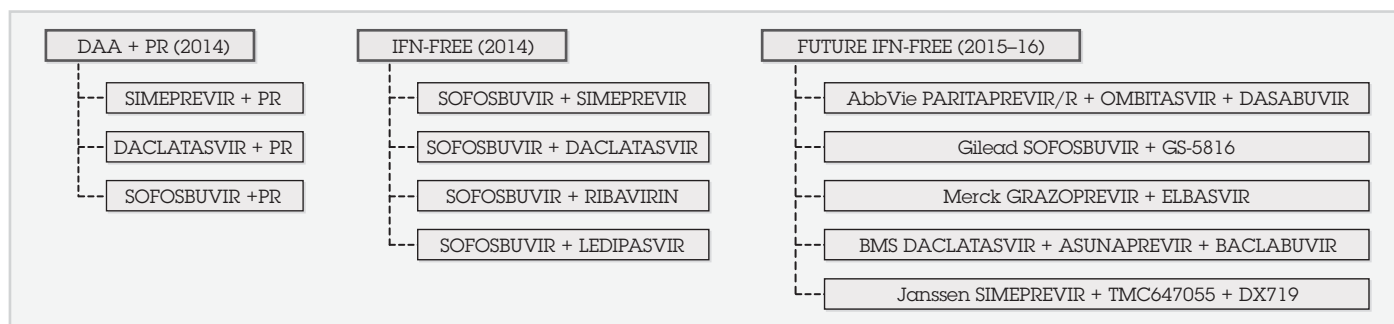 DAA + PR (2014)
SIMEPREVIR + PR
DACLATASVIR + PR
SOFOSBUVIR +PR
IFN-FREE (2014)
SOFOSBUVIR + SIMEPREVIR
SOFOSBUVIR + DACLATASVIR
SOFOSBUVIR + RIBAVIRIN
SOFOSBUVIR + LEDIPASVIR
FUTURE IFN-FREE (2015–16)
AbbVie PARITAPREVIR/R + OMBITASVIR + DASABUVIR
Gilead SOFOSBUVIR + GS-5816
Merck GRAZOPREVIR + ELBASVIR
BMS DACLATASVIR + ASUNAPREVIR + BACLABUVIR
Janssen SIMEPREVIR + TMC647055 + DX719